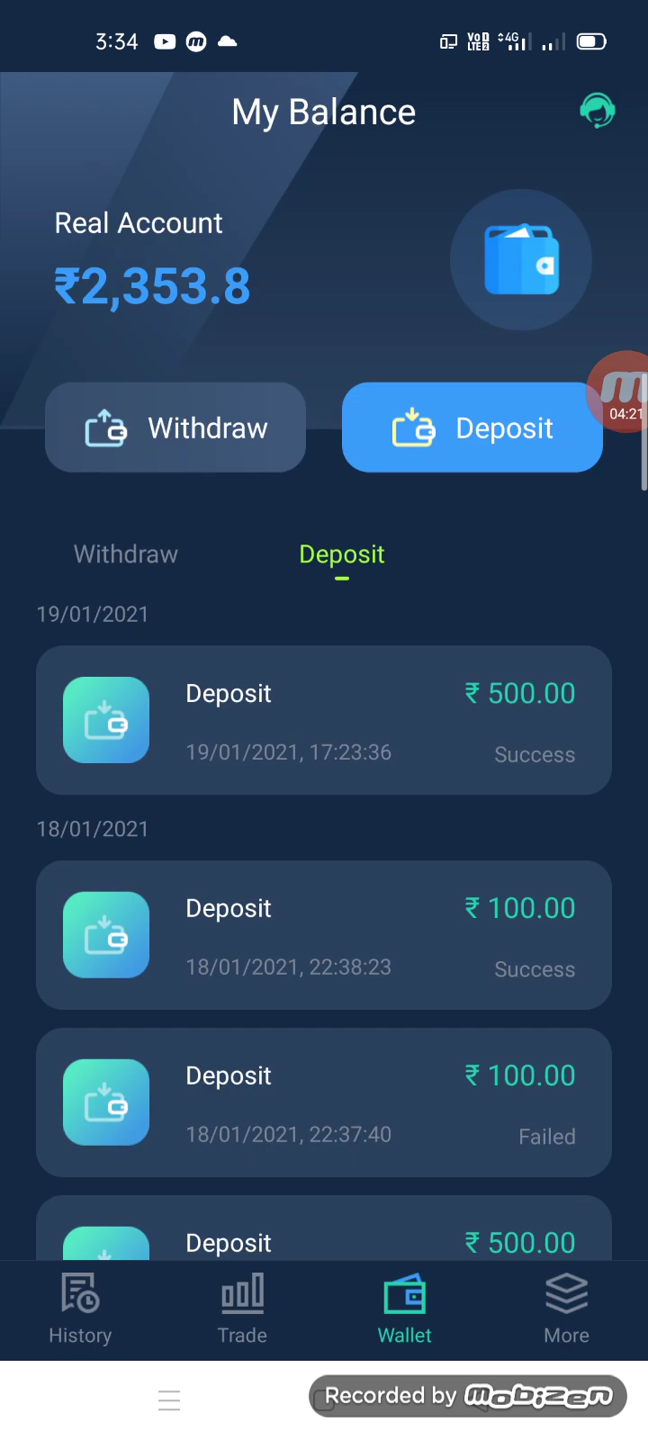 3:34
VoD LTE2 4G
My Balance
Real Account
₹2,353.8
04:21
Withdraw
Deposit
Withdraw
Deposit
19/01/2021
Deposit
₹ 500.00
19/01/2021, 17:23:36
Success
18/01/2021
Deposit
₹ 100.00
18/01/2021, 22:38:23
Success
Deposit
₹ 100.00
18/01/2021, 22:37:40
Failed
Deposit
₹ 500.00
History
Trade
Wallet
More
Recorded by mobizen